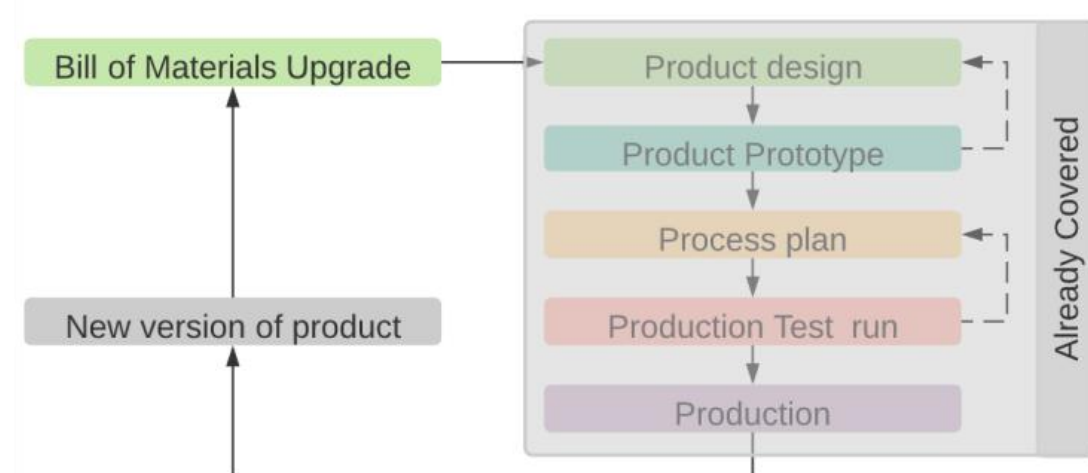 Bill of Materials Upgrade
Product design
Product Prototype
Process plan
New version of product
Production Test run
Production
Already Covered